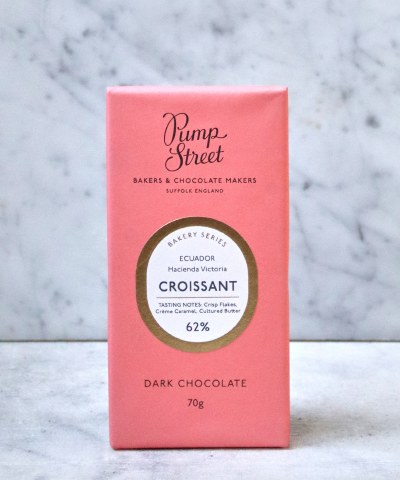 Pump
Street
BAKERS & CHOCOLATE MAKERS
SUFFOLK ENGLAND
BAKERY SERIES
ECUADOR
Hacienda Victoria
CROISSANT
TASTING NOTES: Crisp Flakes,
Crème Caramel, Cultured Butter
62%
DARK CHOCOLATE
70g